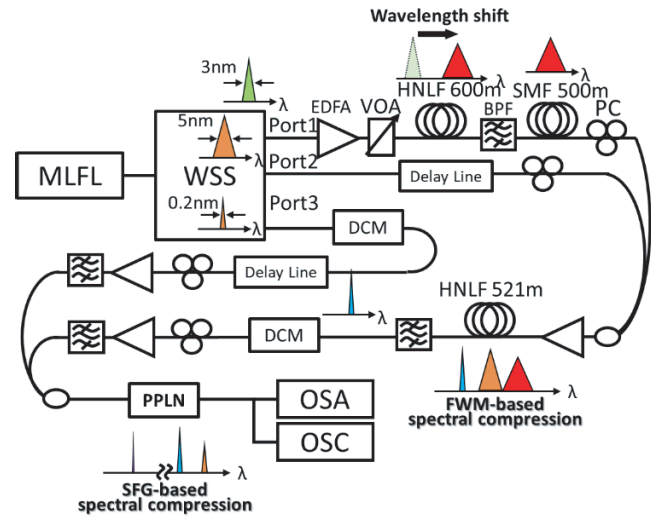 Wavelength shift
3nm
λ
λ
λ
HNLF 600m
SMF 500m
EDFA
VOA
BPF
PC
5nm
λ
Port1
MLFL
WSS
Port2
Delay Line
0.2nm
λ
Port3
DCM
Delay Line
λ
HNLF 521m
DCM
λ
FWM-based
spectral compression
PPLN
OSA
OSC
λ
SFG-based
spectral compression